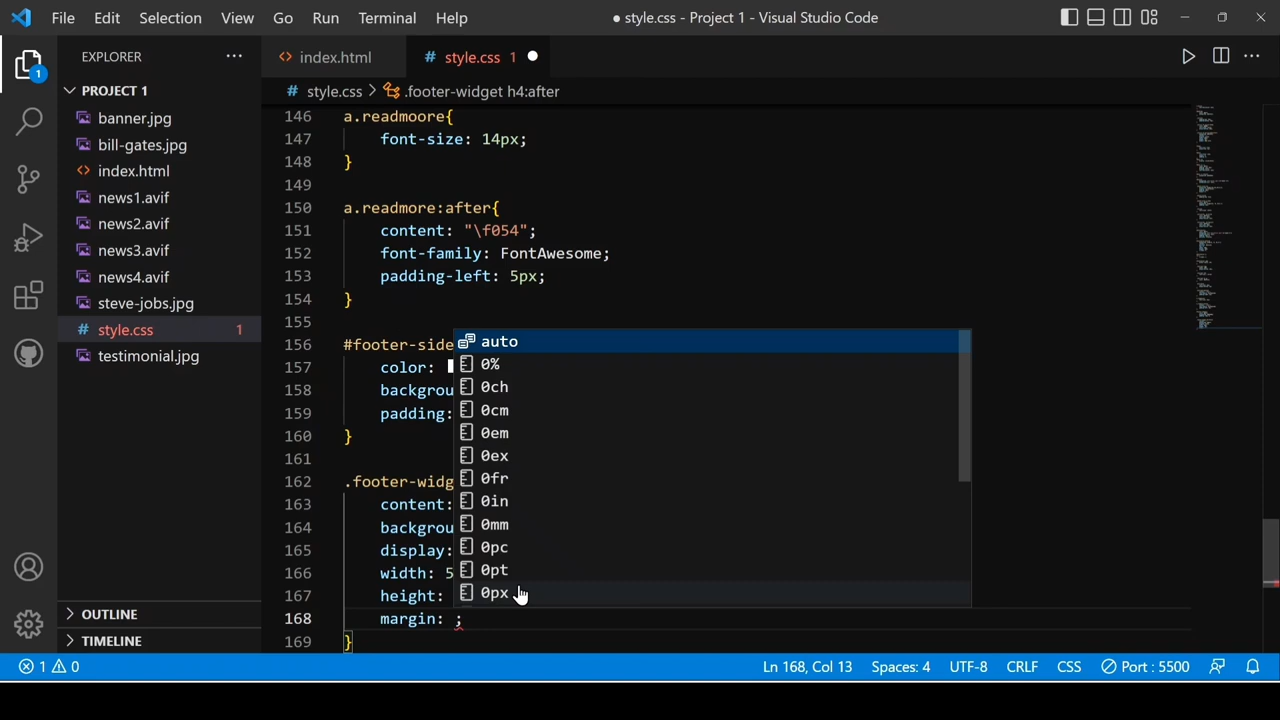 File Edit Selection View Go Run Terminal Help ● style.css - Project 1 - Visual Studio Code
EXPLORER ···
<> index.html
# style.css 1
PROJECT 1
# style.css > .footer-widget h4:after
banner.jpg
bill-gates.jpg
<> index.html
news1.avif
news2.avif
news3.avif
news4.avif
steve-jobs.jpg
# style.css 1
testimonial.jpg
OUTLINE
TIMELINE
1
146 a.readmoore{
147 font-size: 14px;
148 }
149
150 a.readmore:after{
151 content: "\f054";
152 font-family: FontAwesome;
153 padding-left: 5px;
154 }
155
156 #footer-side
157 color:
158 backgrou
159 padding:
160 }
161
162 .footer-widg
163 content:
164 backgrou
165 display:
166 width: 5
167 height:
168 margin: ;
169 }
auto
0%
0ch
0cm
0em
0ex
0fr
0in
0mm
0pc
0pt
0px
1 0 Ln 168, Col 13 Spaces: 4 UTF-8 CRLF CSS Port : 5500